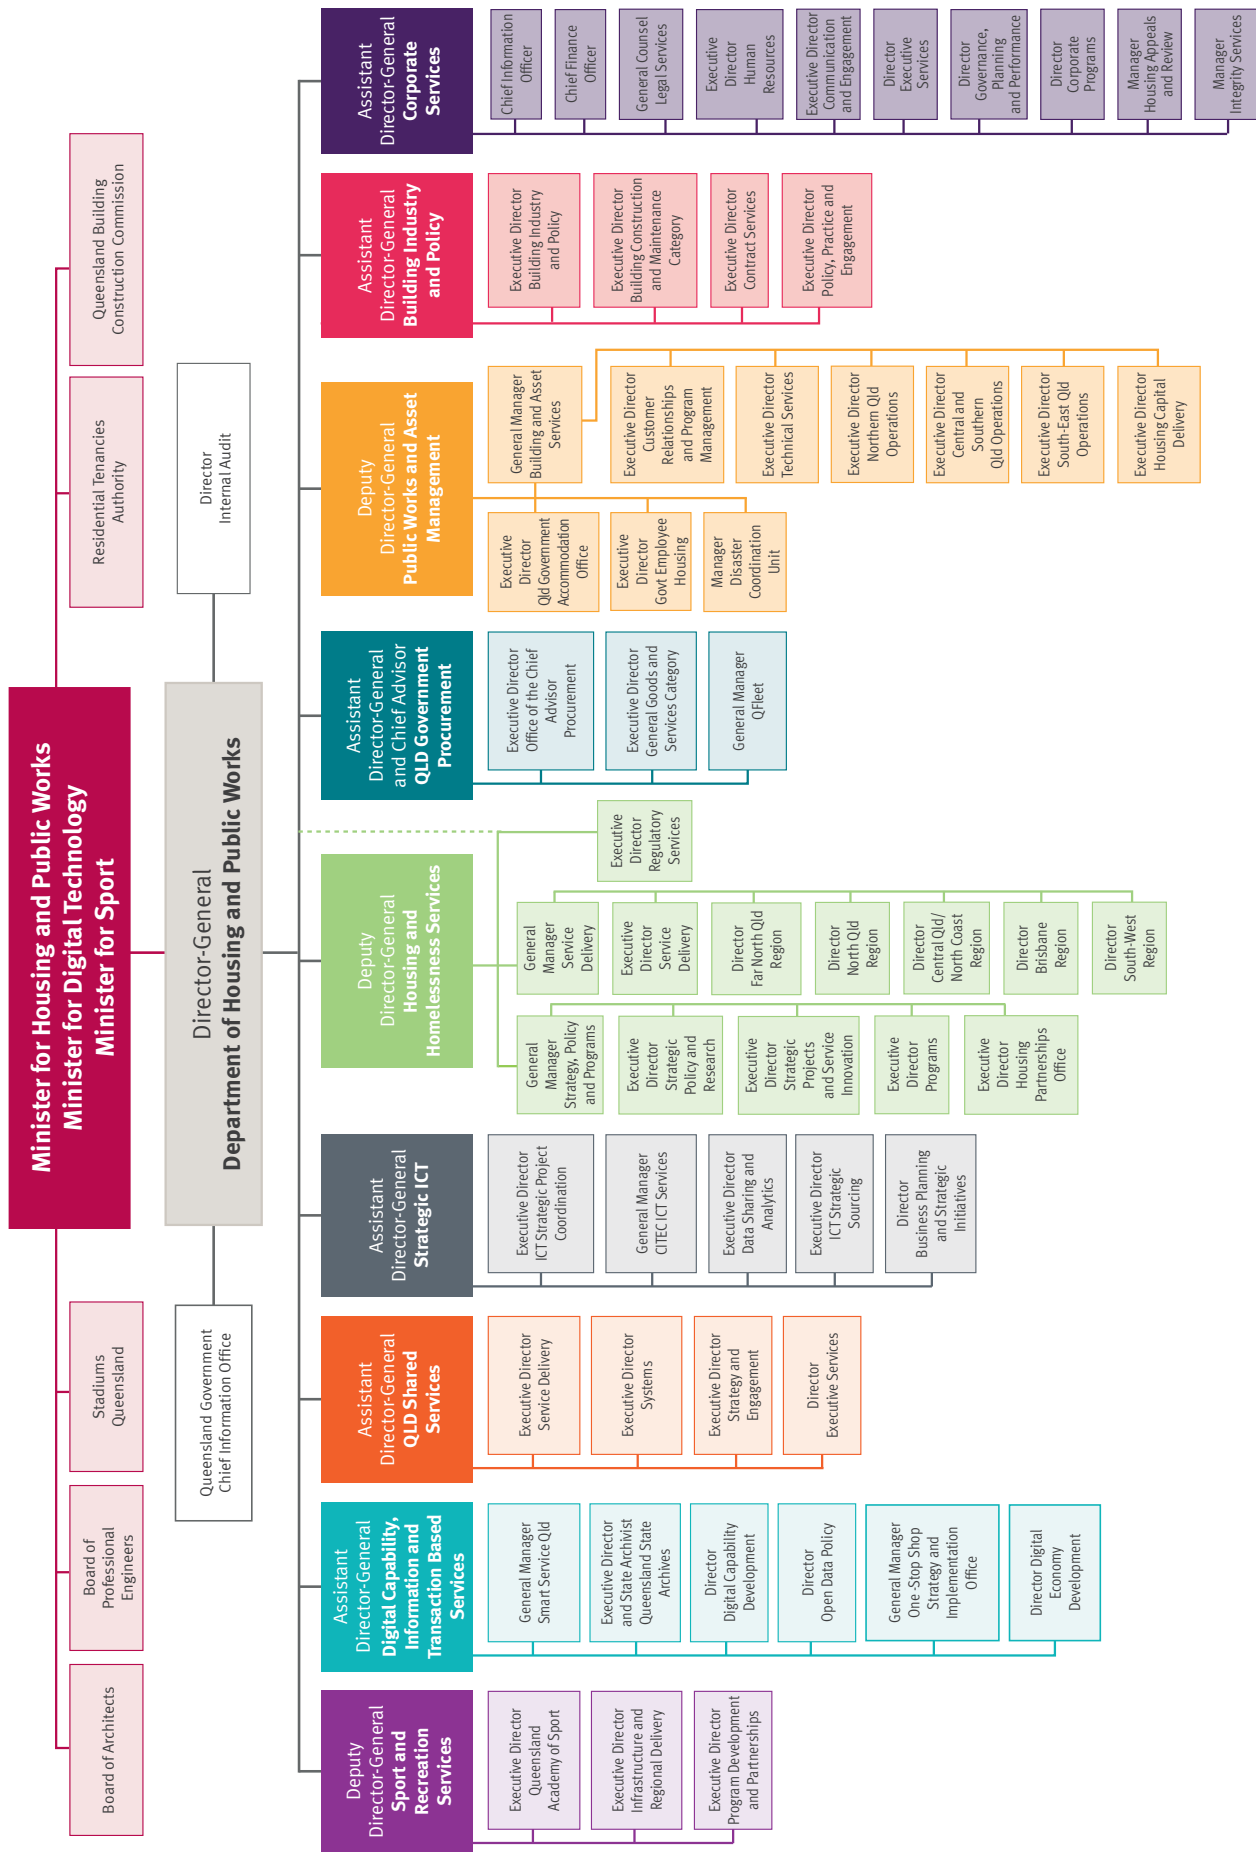 Minister for Housing and Public Works
Minister for Digital Technology
Minister for Sport
Board of Architects
Board of
Professional
Engineers
Stadiums
Queensland
Residential Tenancies
Authority
Queensland Building
Construction Commission
Director-General
Department of Housing and Public Works
Queensland Government
Chief Information Office
Director
Internal Audit
Deputy
Director-General
Sport and
Recreation
Services
Executive Director
Queensland
Academy of Sport
Executive Director
Infrastructure and
Regional Delivery
Executive Director
Program Development
and Partnerships
Assistant
Director-General
Digital Capability,
Information and
Transaction Based
Services
General Manager
Smart Service Qld
Executive Director
and State Archivist
Queensland State
Archives
Director
Digital Capability
Development
Director
Open Data Policy
General Manager
One -Stop Shop
Strategy and
Implementation
Office
Director Digital
Economy
Development
Assistant
Director-General
QLD Shared
Services
Executive Director
Service Delivery
Executive Director
Systems
Executive Director
Strategy and
Engagement
Director
Executive Services
Assistant
Director-General
Strategic ICT
Executive Director
ICT Strategic Project
Coordination
General Manager
CITEC ICT Services
Executive Director
Data Sharing and
Analytics
Executive Director
ICT Strategic
Sourcing
Director
Business Planning
and Strategic
Initiatives
Deputy
Director-General
Housing and
Homelessness Services
General
Manager
Strategy, Policy
and Programs
Executive
Director
Strategic
Policy and
Research
Executive
Director
Strategic
Projects
and Service
Innovation
Executive
Director
Programs
Executive
Director
Housing
Partnerships
Office
General
Manager
Service
Delivery
Executive
Director
Service
Delivery
Director
Far North Qld
Region
Director
North Qld
Region
Director
Central Qld/
North Coast
Region
Director
Brisbane
Region
Director
South-West
Region
Executive
Director
Regulatory
Services
Assistant
Director-General
and Chief Advisor
QLD Government
Procurement
Executive Director
Office of the Chief
Advisor
Procurement
Executive Director
General Goods and
Services Category
General Manager
QFleet
Deputy
Director-General
Public Works and Asset
Management
Executive
Director
Qld Government
Accommodation
Office
Executive
Director
Govt Employee
Housing
Manager
Disaster
Coordination
Unit
General Manager
Building and Asset
Services
Executive Director
Customer
Relationships
and Program
Management
Executive Director
Technical Services
Executive Director
Northern Qld
Operations
Executive Director
Central and
Southern
Qld Operations
Executive Director
South-East Qld
Operations
Executive Director
Housing Capital
Delivery
Assistant
Director-General
Building Industry
and Policy
Executive Director
Building Industry
and Policy
Executive Director
Building Construction
and Maintenance
Category
Executive Director
Contract Services
Executive Director
Policy, Practice and
Engagement
Assistant
Director-General
Corporate
Services
Chief Information
Officer
Chief Finance
Officer
General Counsel
Legal Services
Executive
Director
Human
Resources
Executive Director
Communication
and Engagement
Director
Executive
Services
Director
Governance,
Planning
and Performance
Director
Corporate
Programs
Manager
Housing Appeals
and Review
Manager
Integrity Services